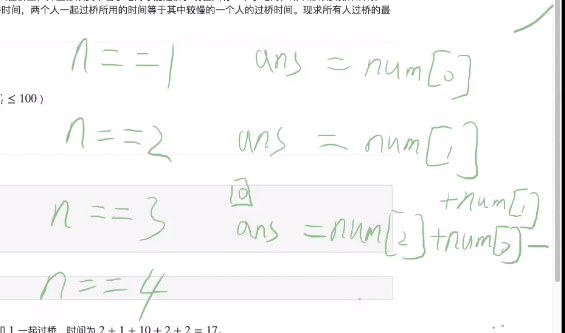 时间，两个人一起过桥所用的时间等于其中较慢的一个人的过桥时间。现求所有人过桥的最
n==1 ans =num[0]
≤ 100 )
n==2 ans =num[1]
[0] +num[1]
n==3 ans =num[2]+num[0]
n==4
1 一起过桥，时间为 2 + 1 + 10 + 2 + 2 = 17。